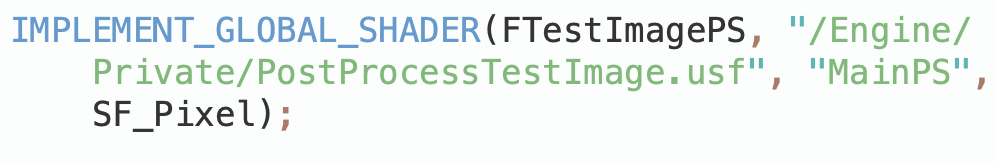 IMPLEMENT_GLOBAL_SHADER(FTestImagePS, "/Engine/
Private/PostProcessTestImage.usf", "MainPS",
SF_Pixel);